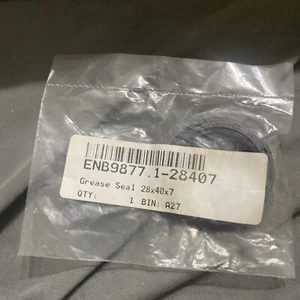 ENB9877.1-28407
Grease Seal 28x40x7
QTY: 1 BIN: A27